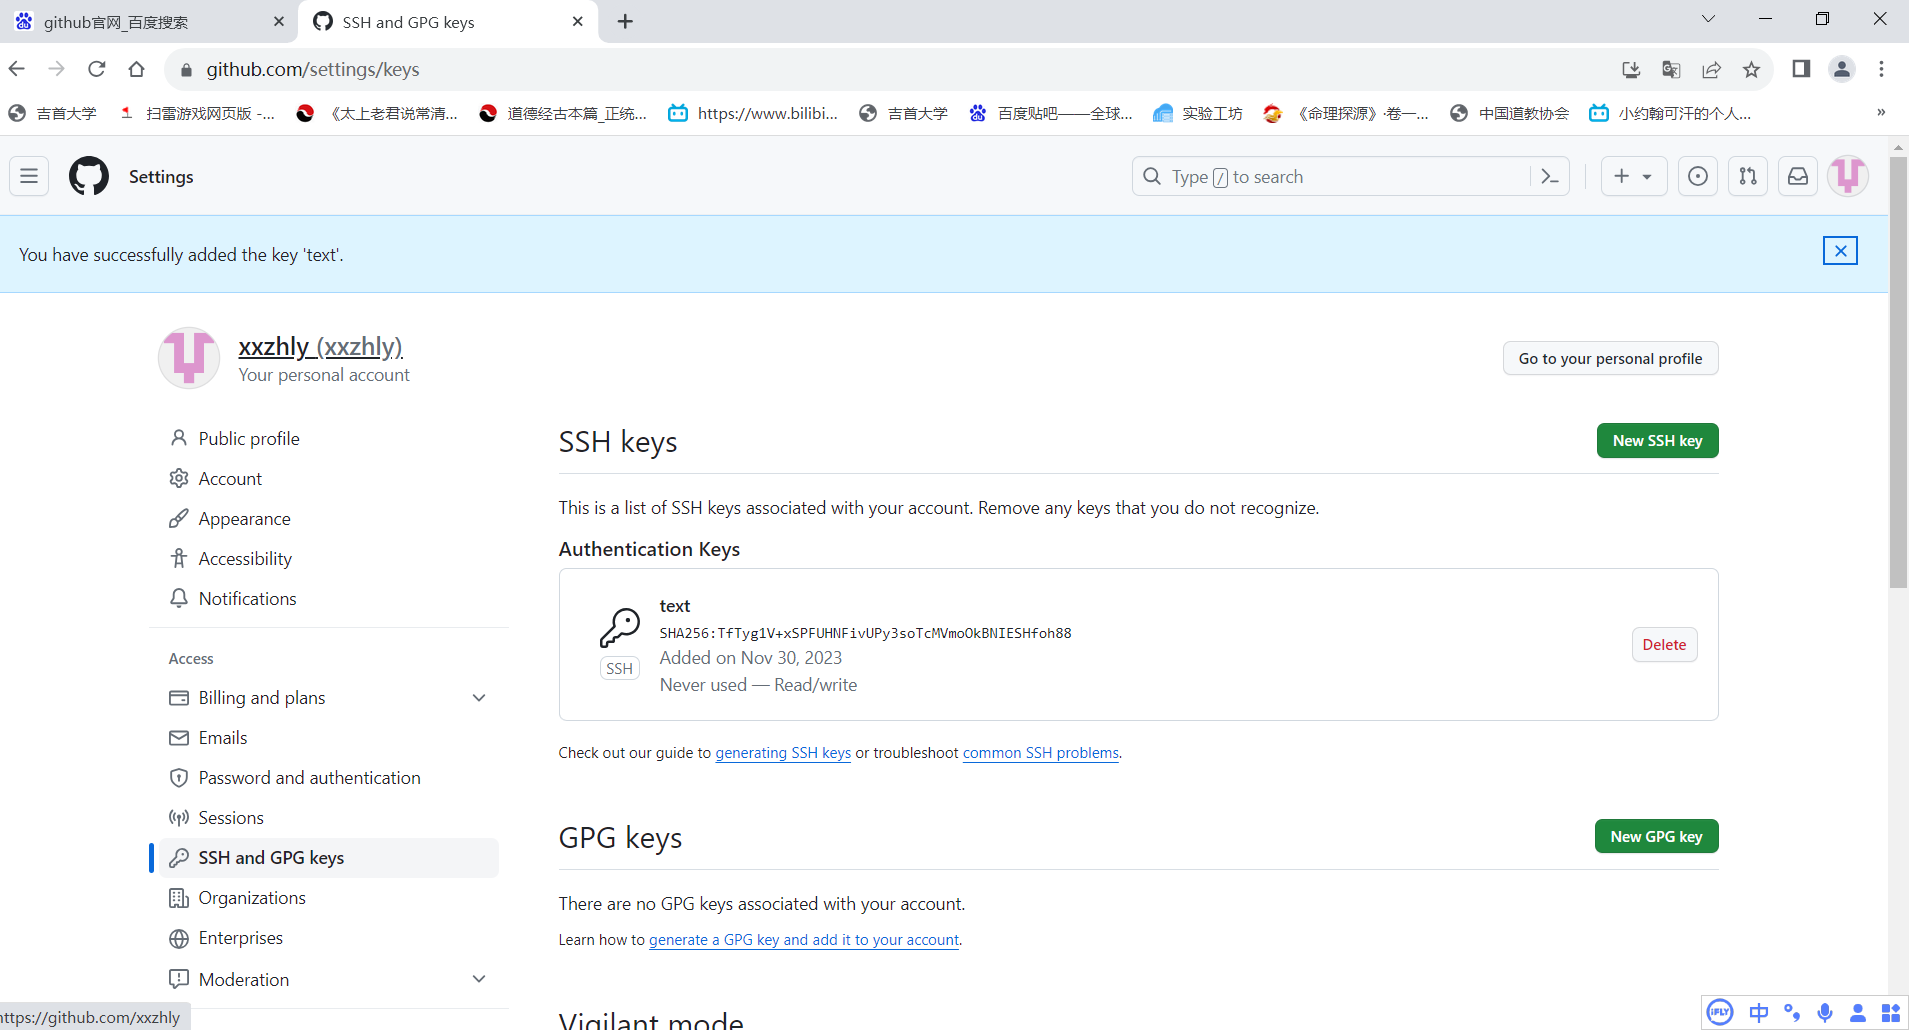 github官网_百度搜索
SSH and GPG keys
github.com/settings/keys
吉首大学
扫雷游戏网页版 -...
《太上老君说常清...
道德经古本篇_正统...
https://www.bilibi...
吉首大学
百度贴吧——全球...
实验工坊
《命理探源》·卷一...
中国道教协会
小约翰可汗的个人...
»
Settings
Type / to search
You have successfully added the key 'text'.
xxzhly (xxzhly)
Your personal account
Go to your personal profile
Public profile
Account
Appearance
Accessibility
Notifications
Access
Billing and plans
Emails
Password and authentication
Sessions
SSH and GPG keys
Organizations
Enterprises
Moderation
SSH keys
New SSH key
This is a list of SSH keys associated with your account. Remove any keys that you do not recognize.
Authentication Keys
text
SHA256:TfTyg1V+xSPFUHNFivUPy3soTcMVmoOkBNIESHfoh88
Added on Nov 30, 2023
Never used — Read/write
SSH
Delete
Check out our guide to generating SSH keys or troubleshoot common SSH problems.
GPG keys
New GPG key
There are no GPG keys associated with your account.
Learn how to generate a GPG key and add it to your account.
Vigilant mode
https://github.com/xxzhly
iFLY
中